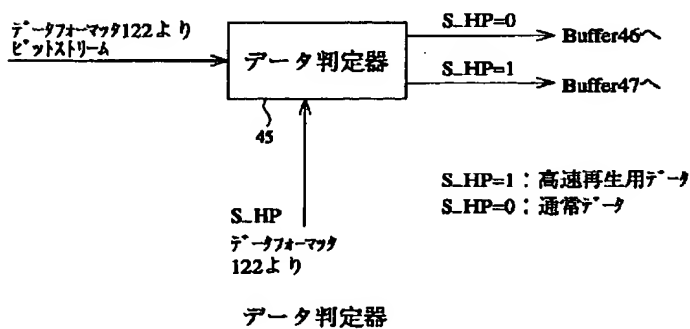 データフォーマッタ122より
ビットストリーム
データ判定器
45
S_HP=0
Buffer46へ
S_HP=1
Buffer47へ
S_HP
データフォーマッタ
122より
S_HP=1：高速再生用データ
S_HP=0：通常データ
データ判定器